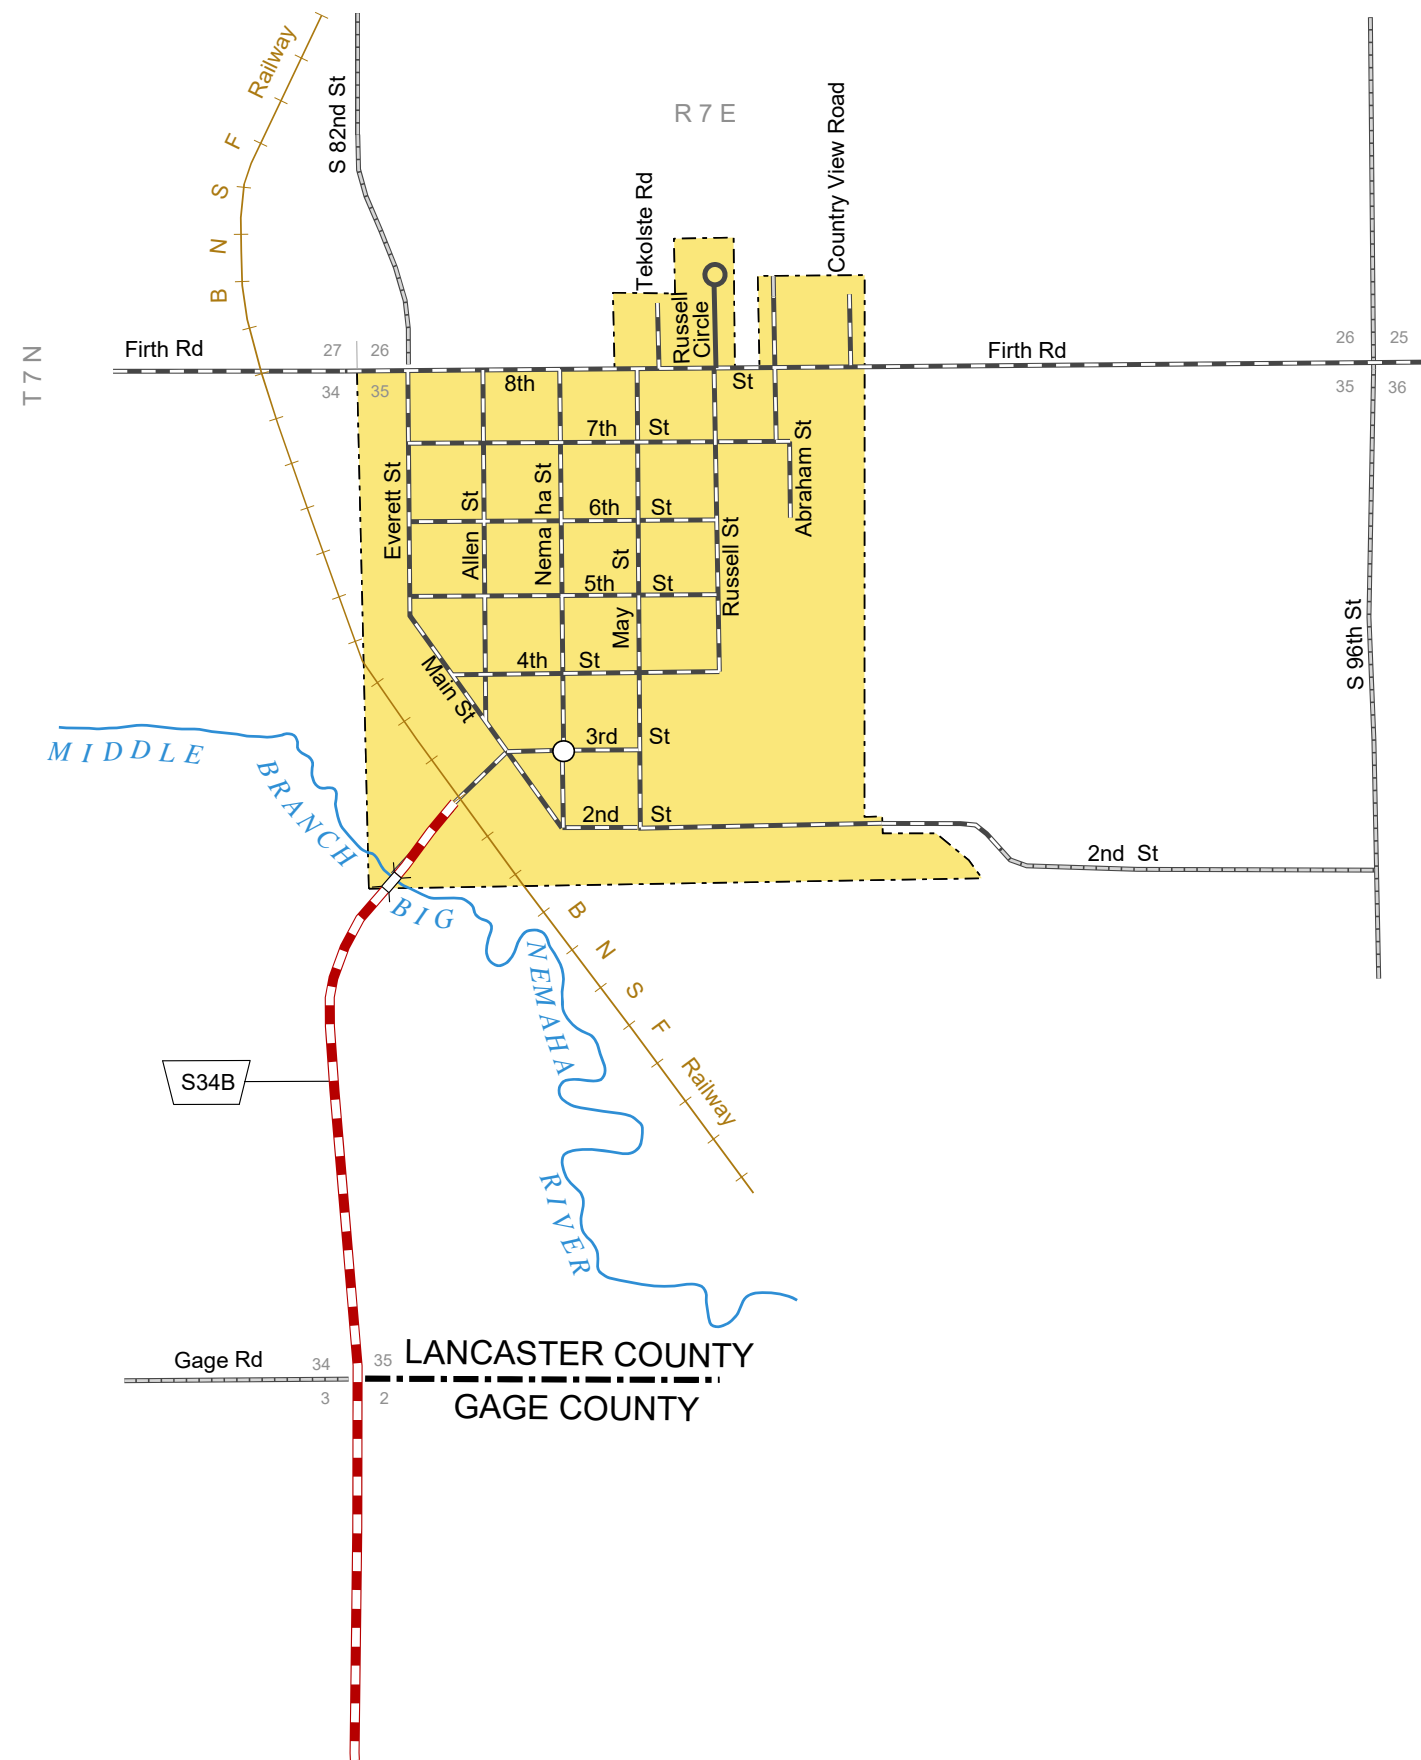 Railway
B N S F
S 82nd St
R 7 E
Country View Road
Tekolste Rd
Russell
Circle
T 7 N
Firth Rd
27
26
34
35
Firth Rd
26
25
35
36
8th St
7th St
6th St
5th St
4th St
3rd St
2nd St
Everett St
Allen St
Nema ha St
May St
Russell St
Abraham St
Main St
S 96th St
2nd St
MIDDLE
BRANCH
BIG
NEMAHA
RIVER
B N S F
Railway
S34B
Gage Rd
34
35
3
2
LANCASTER COUNTY
GAGE COUNTY